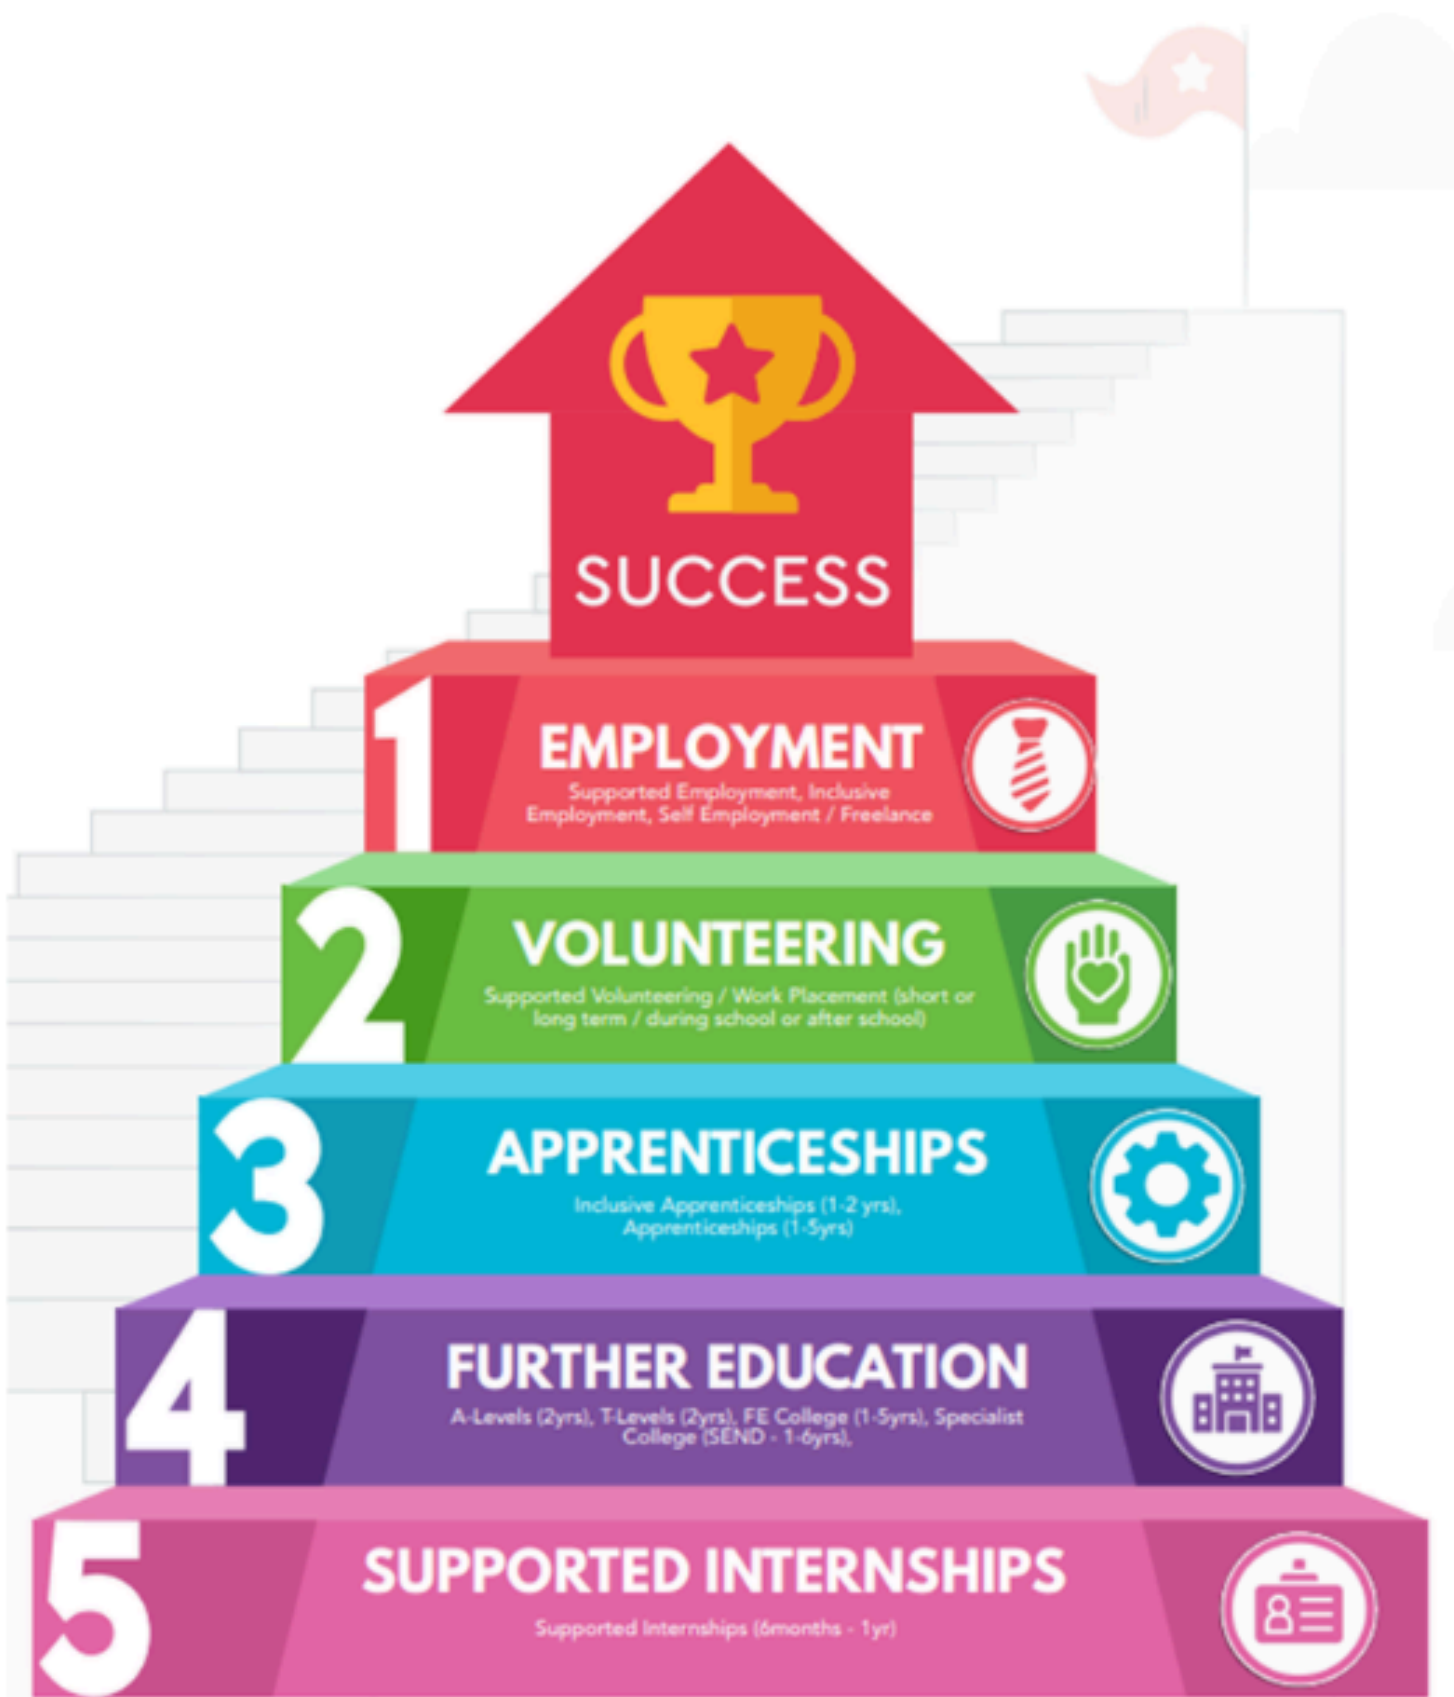 SUCCESS
1
EMPLOYMENT
Supported Employment, Inclusive
Employment, Self Employment / Freelance
2
VOLUNTEERING
Supported Volunteering / Work Placement (short or
long term / during school or after school)
3
APPRENTICESHIPS
Inclusive Apprenticeships (1-2 yrs),
Apprenticeships (1-5yrs)
4
FURTHER EDUCATION
A-Levels (2yrs), T-Levels (2yrs), FE College (1-5yrs), Specialist
College (SEND - 1-6yrs),
5
SUPPORTED INTERNSHIPS
Supported Internships (6months - 1yr)